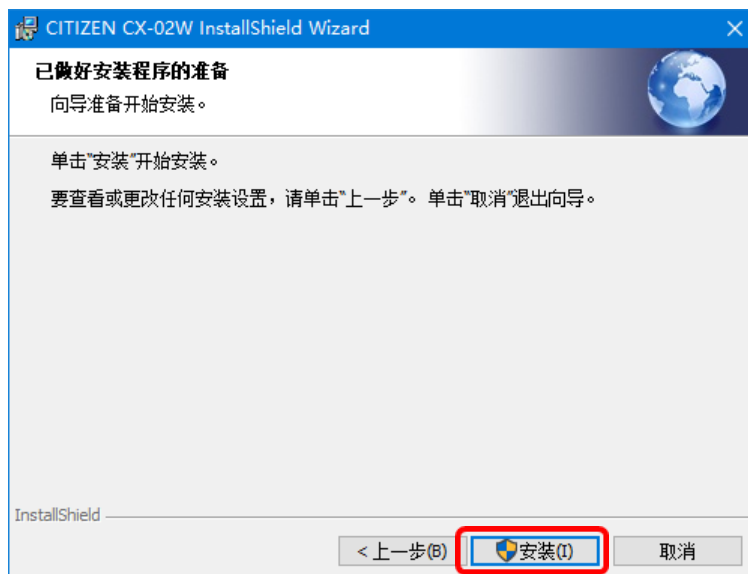 CITIZEN CX-02W InstallShield Wizard
已做好安装程序的准备
向导准备开始安装。
单击"安装"开始安装。
要查看或更改任何安装设置，请单击"上一步"。单击"取消"退出向导。
InstallShield
< 上一步(B)
安装(I)
取消